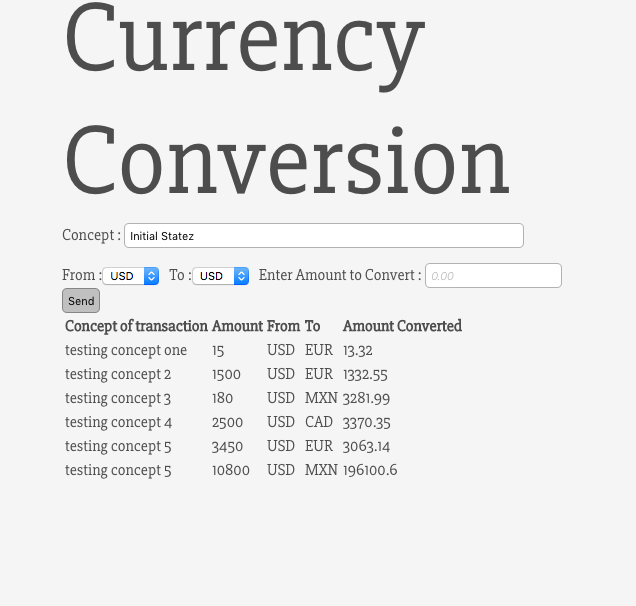 Currency
Conversion
Concept : Initial Statez
From : USD To : USD Enter Amount to Convert : 0.00
Send
Concept of transaction Amount From To Amount Converted
testing concept one 15 USD EUR 13.32
testing concept 2 1500 USD EUR 1332.55
testing concept 3 180 USD MXN 3281.99
testing concept 4 2500 USD CAD 3370.35
testing concept 5 3450 USD EUR 3063.14
testing concept 5 10800 USD MXN 196100.6